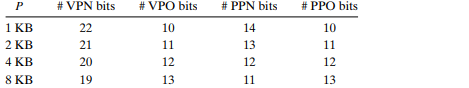 P # VPN bits # VPO bits # PPN bits # PPO bits
1 KB 22 10 14 10
2 KB 21 11 13 11
4 KB 20 12 12 12
8 KB 19 13 11 13